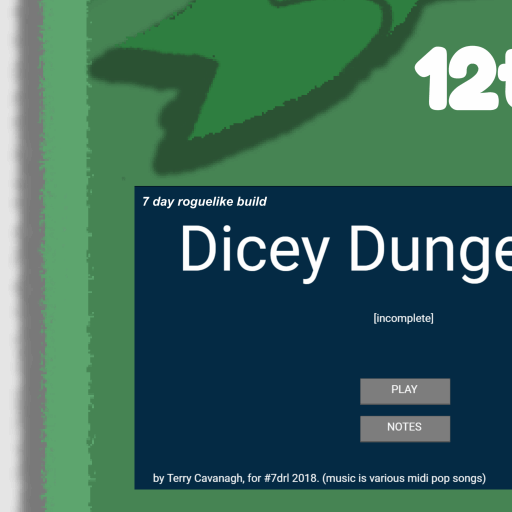 12t
7 day roguelike build
Dicey Dunge
[incomplete]
PLAY
NOTES
by Terry Cavanagh, for #7drl 2018. (music is various midi pop songs)